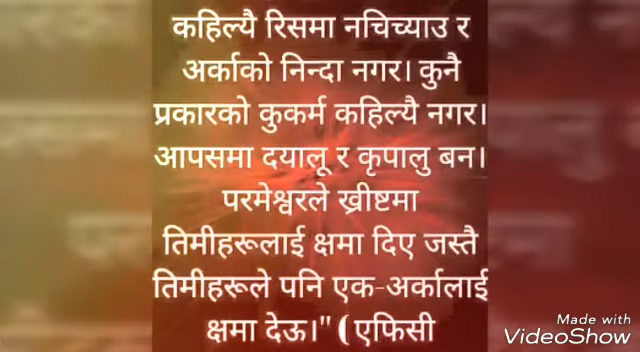 कहिल्यै रिसमा नचिच्याउ र
अर्काको निन्दा नगर। कुनै
प्रकारको कुकर्म कहिल्यै नगर।
आपसमा दयालू र कृपालु बन।
परमेश्वरले ख्रीष्टमा
तिमीहरूलाई क्षमा दिए जस्तै
तिमीहरूले पनि एक-अर्कालाई
क्षमा देऊ।" ( एफिसी
Made with
VideoShow